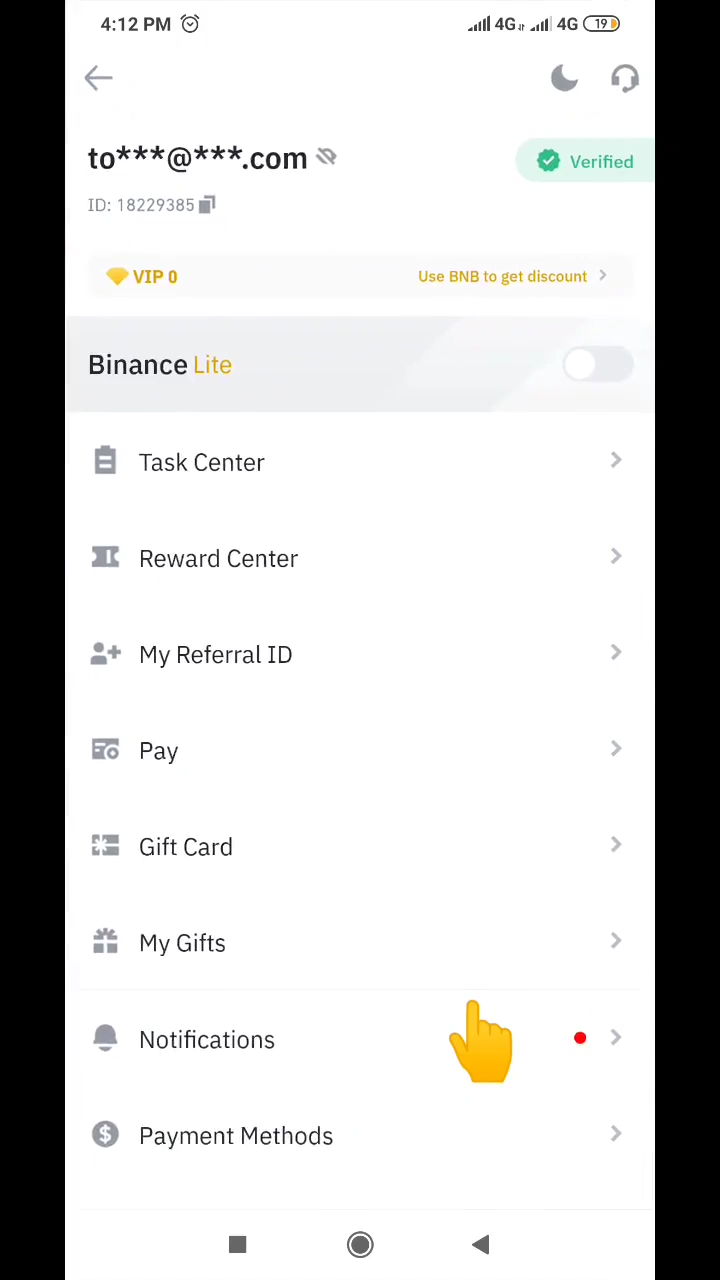 4:12 PM 4G 4G 19
to***@***.com Verified
ID: 18229385
VIP 0 Use BNB to get discount
Binance Lite
Task Center
Reward Center
My Referral ID
Pay
Gift Card
My Gifts
Notifications
Payment Methods